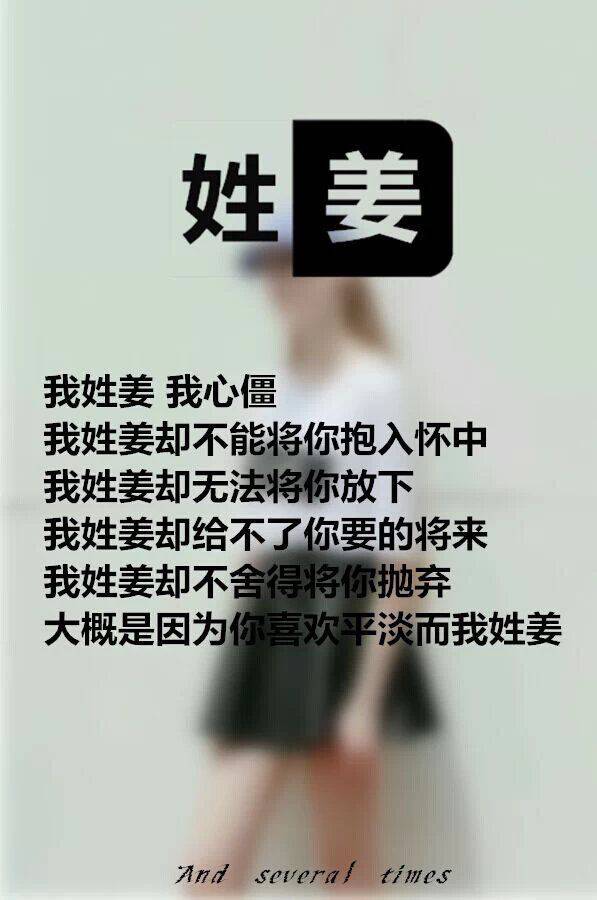 姓姜
我姓姜 我心僵
我姓姜却不能将你抱入怀中
我姓姜却无法将你放下
我姓姜却给不了你要的将来
我姓姜却不舍得将你抛弃
大概是因为你喜欢平淡而我姓姜
And several times